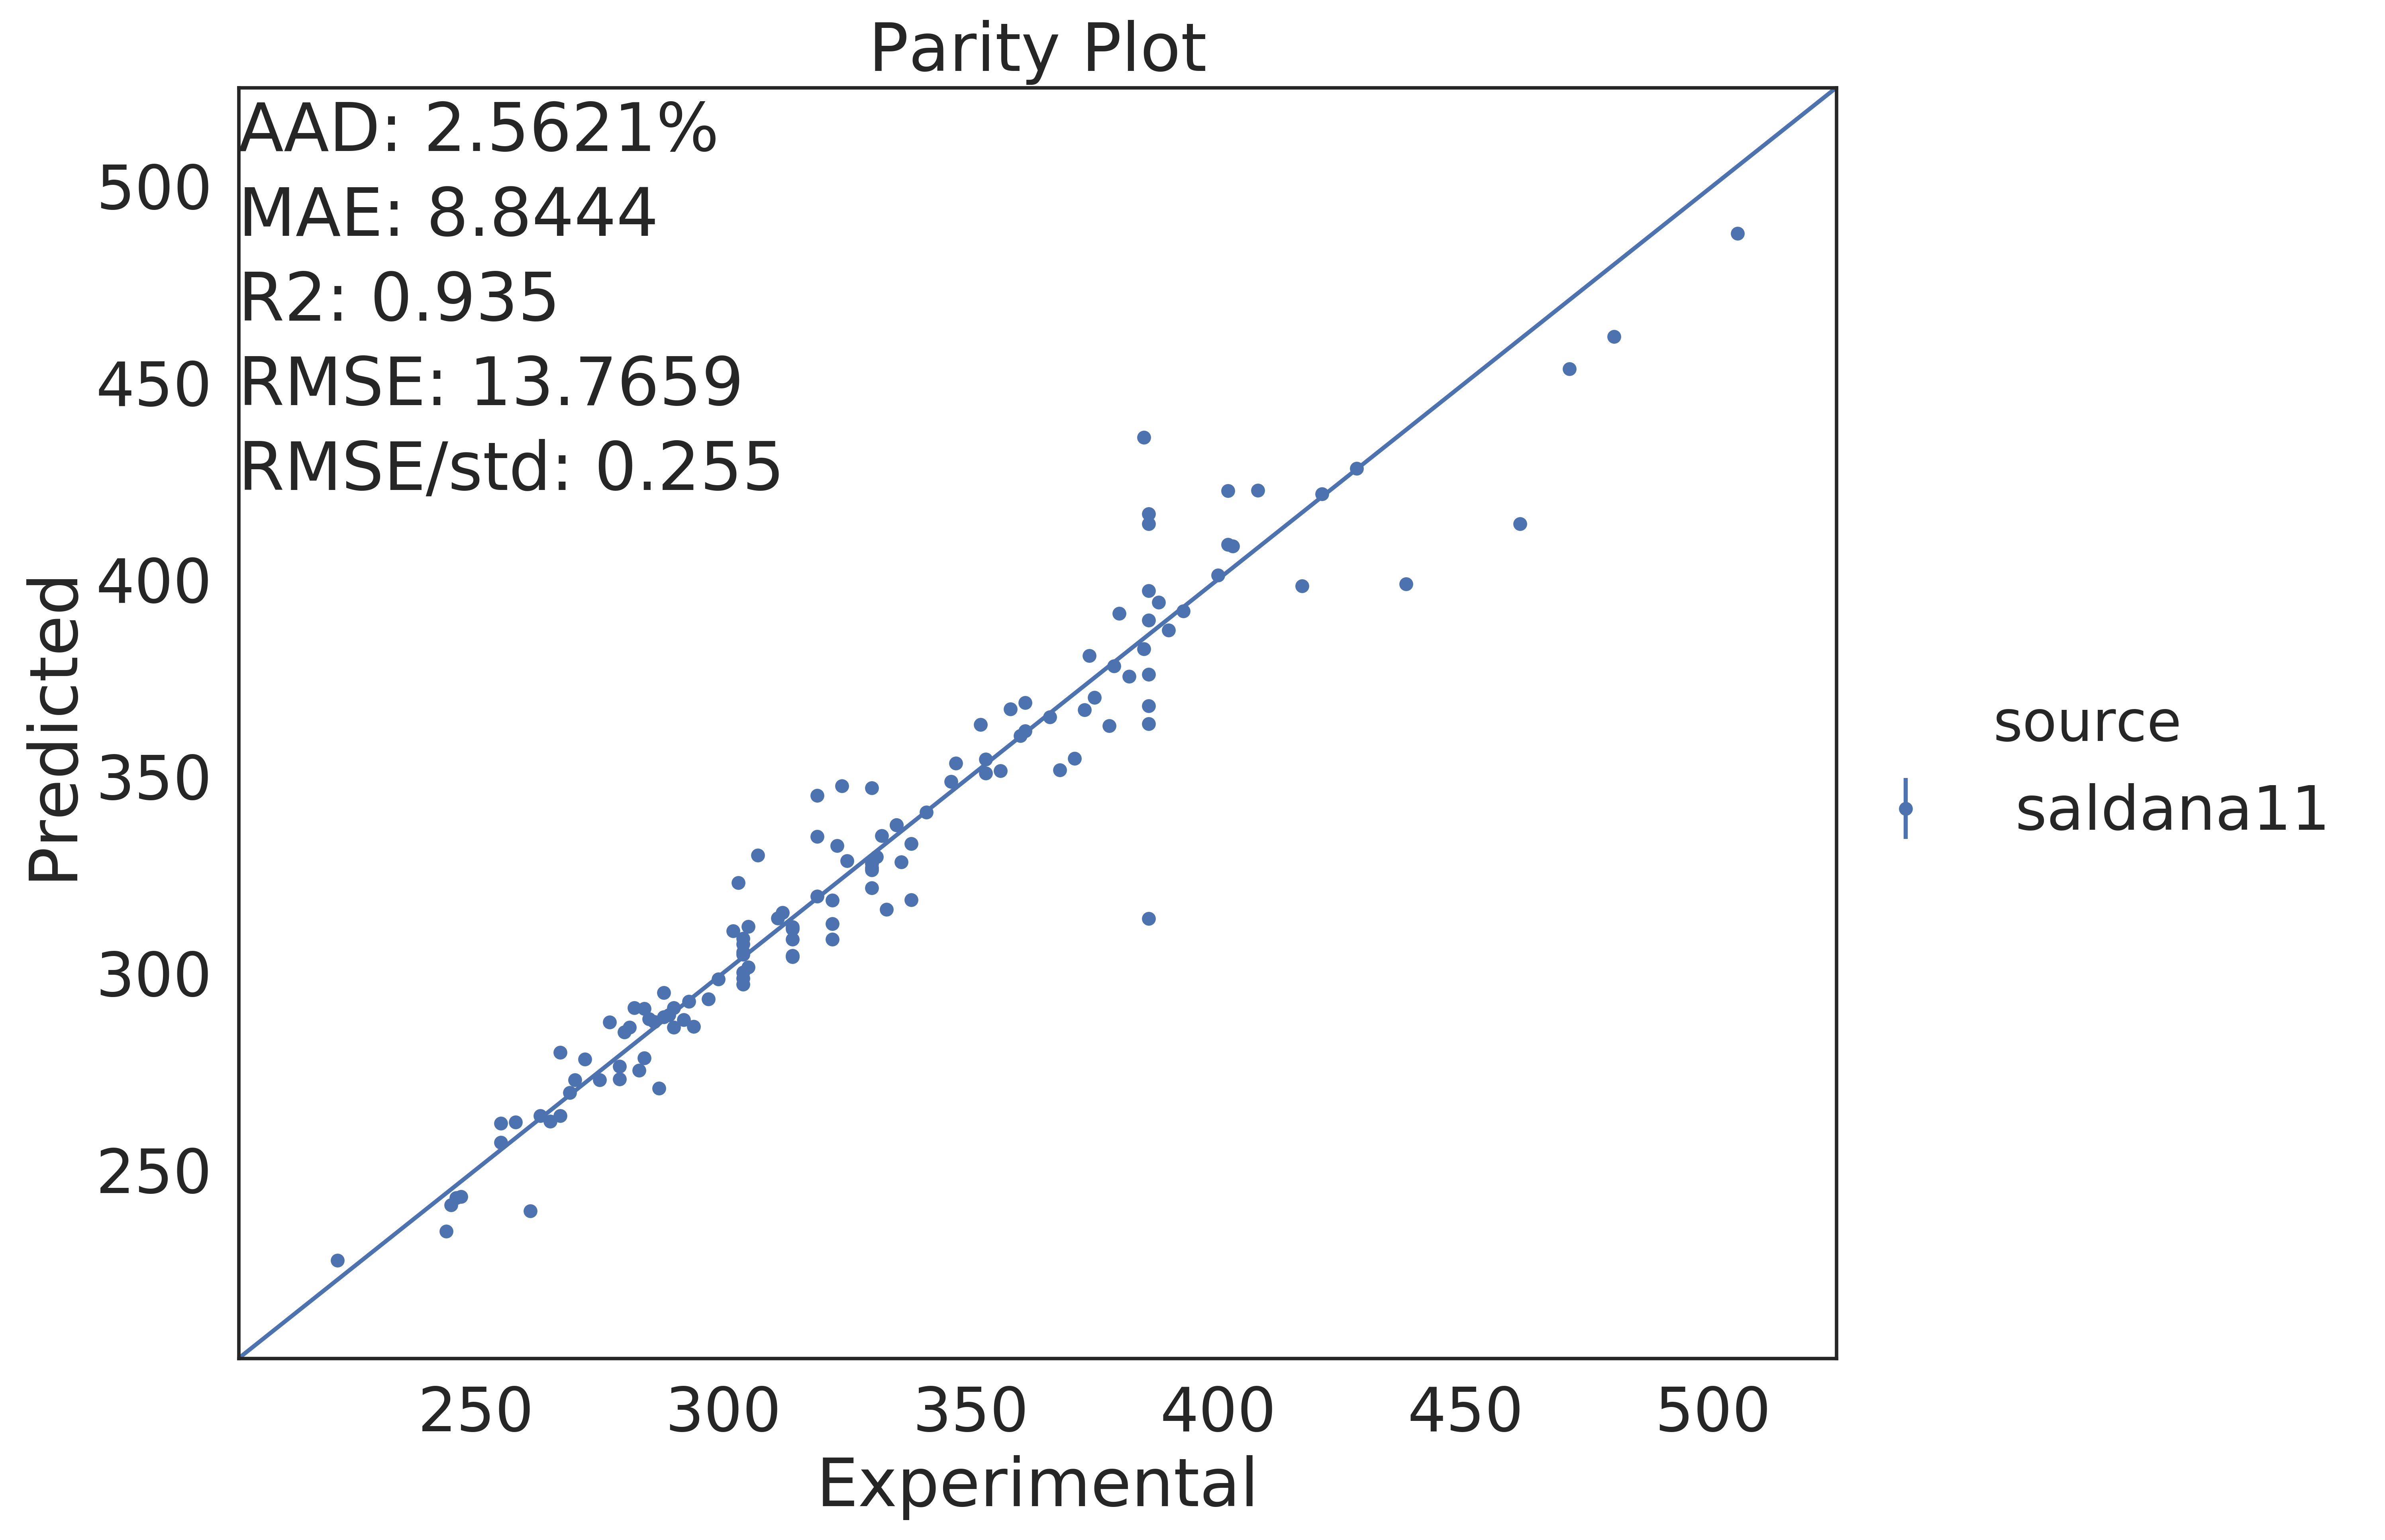 Parity Plot
AAD: 2.5621%
MAE: 8.8444
R2: 0.935
RMSE: 13.7659
RMSE/std: 0.255
500
450
400
350
300
250
Predicted
250 300 350 400 450 500
Experimental
source
saldana11